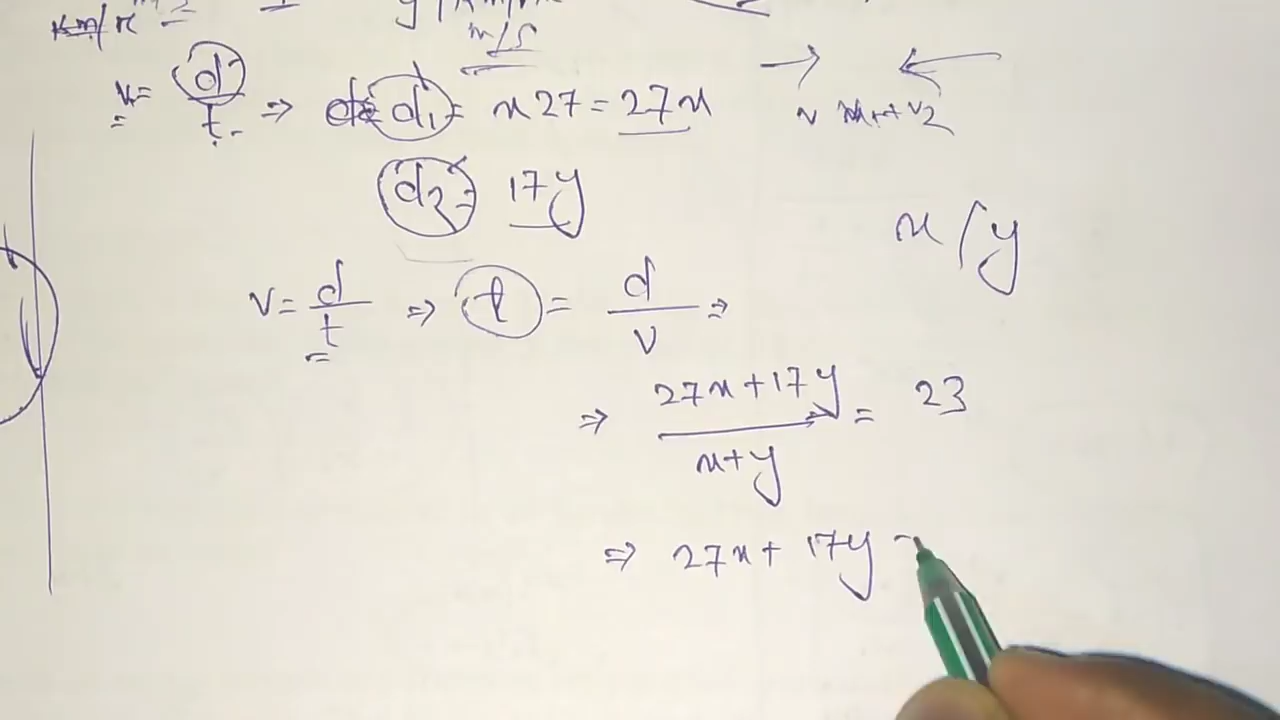 m/s
v = d/t ⇒ d1 = x27 = 27x
d2 = 17y
x/y
v = d/t ⇒ t = d/v ⇒
⇒ 27x+17y/x+y = 23
⇒ 27x+ 17y